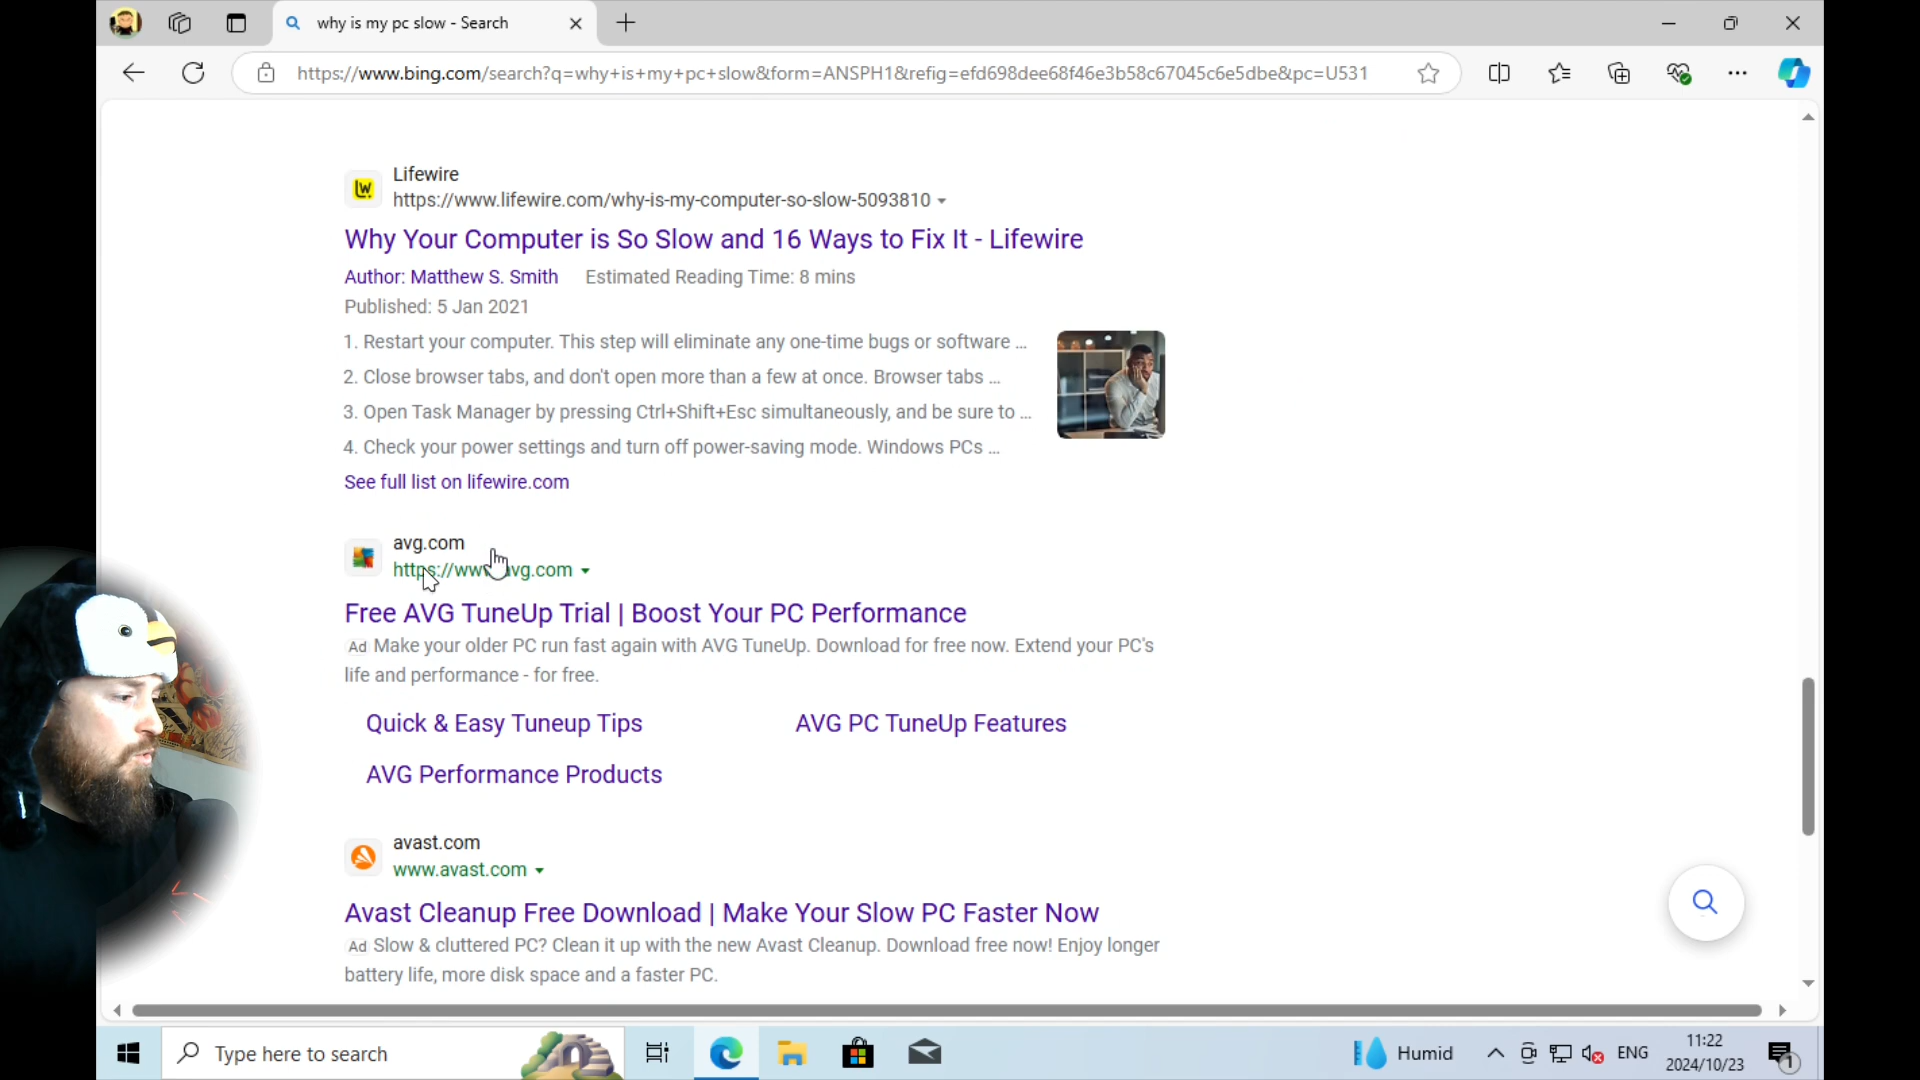 why is my pc slow - Search
https://www.bing.com/search?q=why+is+my+pc+slow&form=ANSPH1&refig=efd698dee68f46e3b58c67045c6e5dbe&pc=U531
Lifewire
https://www.lifewire.com/why-is-my-computer-so-slow-5093810
Why Your Computer is So Slow and 16 Ways to Fix It - Lifewire
Author: Matthew S. Smith Estimated Reading Time: 8 mins
Published: 5 Jan 2021
1. Restart your computer. This step will eliminate any one-time bugs or software ...
2. Close browser tabs, and don't open more than a few at once. Browser tabs ...
3. Open Task Manager by pressing Ctrl+Shift+Esc simultaneously, and be sure to ...
4. Check your power settings and turn off power-saving mode. Windows PCs ...
See full list on lifewire.com
avg.com
https://www.avg.com
Free AVG TuneUp Trial | Boost Your PC Performance
Ad Make your older PC run fast again with AVG TuneUp. Download for free now. Extend your PC's
life and performance - for free.
Quick & Easy Tuneup Tips AVG PC TuneUp Features
AVG Performance Products
avast.com
www.avast.com
Avast Cleanup Free Download | Make Your Slow PC Faster Now
Ad Slow & cluttered PC? Clean it up with the new Avast Cleanup. Download free now! Enjoy longer
battery life, more disk space and a faster PC.
Type here to search
Humid
ENG
11:22
2024/10/23
1